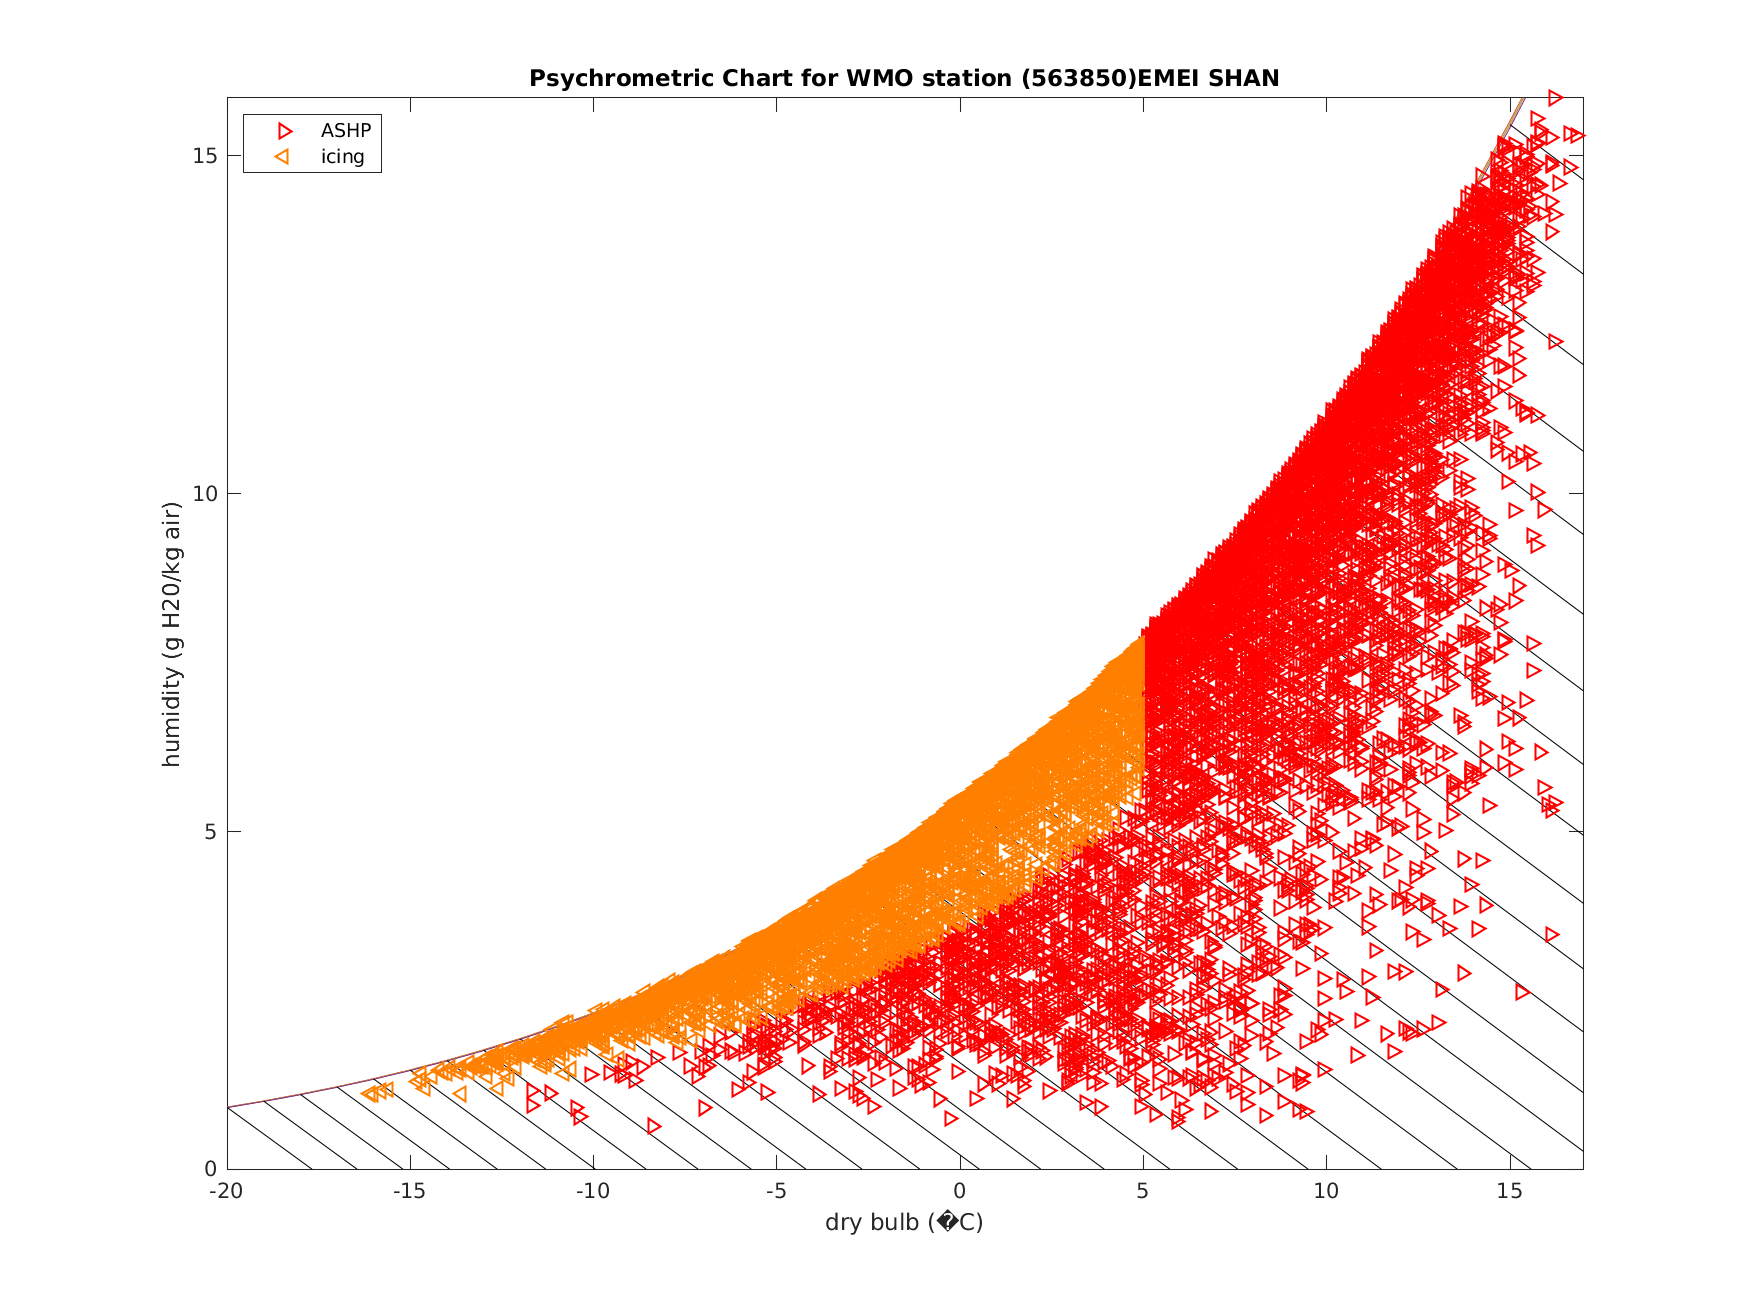 Psychrometric Chart for WMO station (563850)EMEI SHAN
ASHP
icing
15
10
5
0
humidity (g H20/kg air)
-20 -15 -10 -5 0 5 10 15
dry bulb (�C)